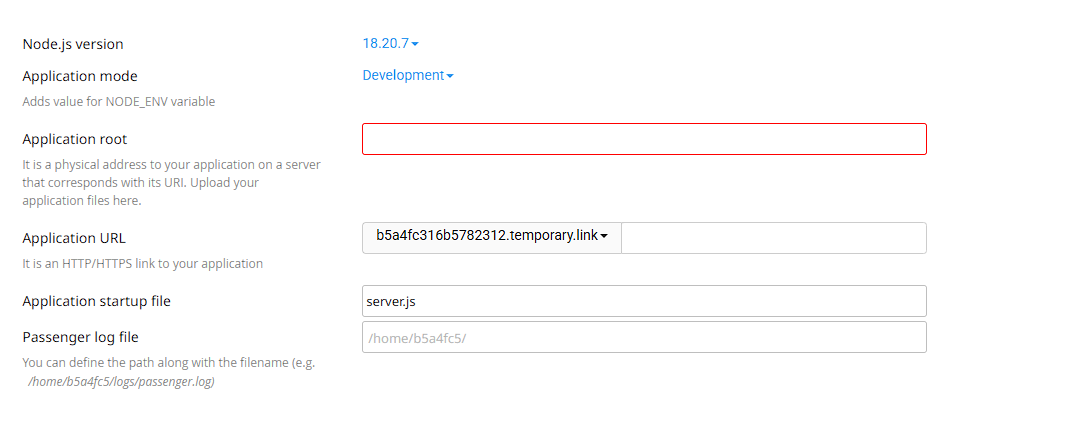 Node.js version 18.20.7
Application mode Development
Adds value for NODE_ENV variable
Application root
It is a physical address to your application on a server
that corresponds with its URI. Upload your
application files here.
Application URL b5a4fc316b5782312.temporary.link
It is an HTTP/HTTPS link to your application
Application startup file server.js
Passenger log file /home/b5a4fc5/
You can define the path along with the filename (e.g.
/home/b5a4fc5/logs/passenger.log)